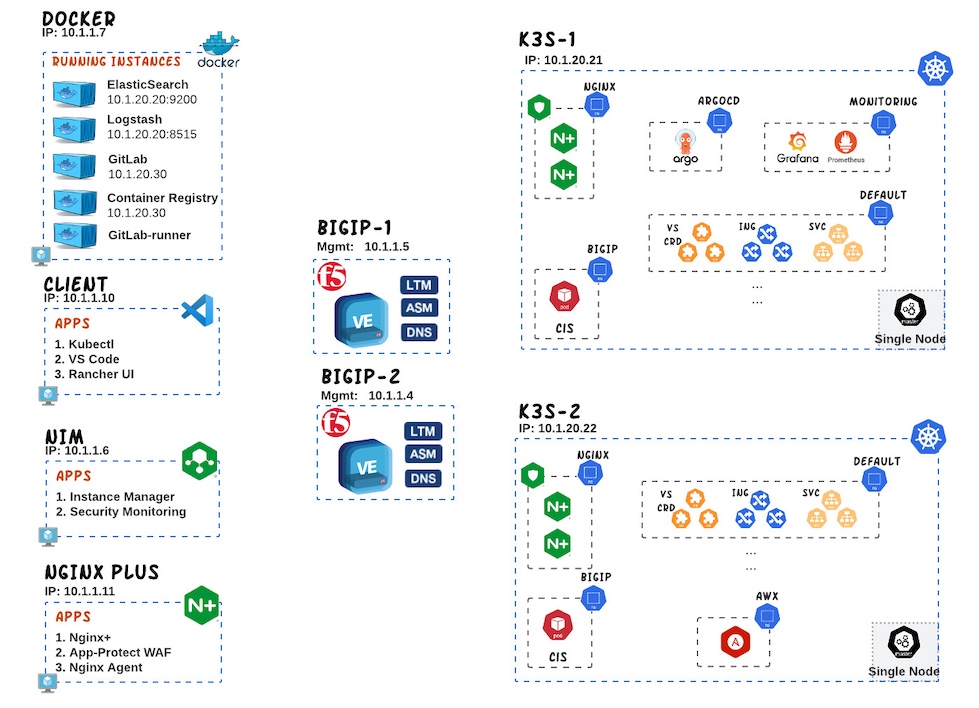 DOCKER
IP: 10.1.1.7
docker
RUNNING INSTANCES
ElasticSearch
10.1.20.20:9200
Logstash
10.1.20.20:8515
GitLab
10.1.20.30
Container Registry
10.1.20.30
GitLab-runner
CLIENT
IP: 10.1.1.10
APPS
1. Kubectl
2. VS Code
3. Rancher UI
NIM
IP: 10.1.1.6
APPS
1. Instance Manager
2. Security Monitoring
NGINX PLUS
IP: 10.1.1.11
N+
APPS
1. Nginx+
2. App-Protect WAF
3. Nginx Agent
BIGIP-1
Mgmt: 10.1.1.5
f5
VE
LTM
ASM
DNS
BIGIP-2
Mgmt: 10.1.1.4
f5
VE
LTM
ASM
DNS
K3S-1
IP: 10.1.20.21
NGINX
ns
N+
N+
ARGOCD
ns
argo
MONITORING
ns
Grafana
Prometheus
DEFAULT
ns
VS
CRD
ING
SVC
...
...
BIGIP
ns
pod
CIS
master
Single Node
K3S-2
IP: 10.1.20.22
NGINX
ns
N+
N+
DEFAULT
ns
VS
CRD
ING
SVC
...
...
BIGIP
ns
pod
CIS
AWX
ns
A
master
Single Node